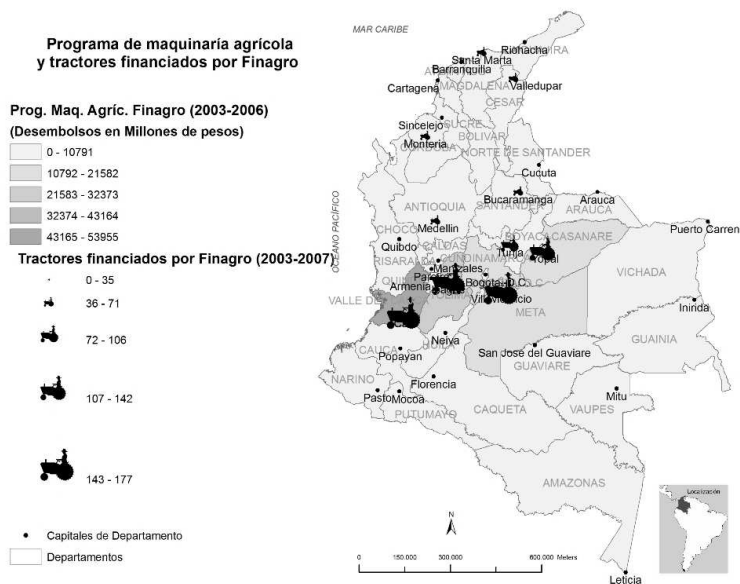 Programa de maquinaría agrícola
y tractores financiados por Finagro
Prog. Maq. Agríc. Finagro (2003-2006)
(Desembolsos en Millones de pesos)
0 - 10791
10792 - 21582
21583 - 32373
32374 - 43164
43165 - 53955
Tractores financiados por Finagro (2003-2007)
0 - 35
36 - 71
72 - 106
107 - 142
143 - 177
Capitales de Departamento
Departamentos
MAR CARIBE
OCEANO PACÍFICO
Riohacha
Santa Marta
Barranquilla
MAGDALENA
Valledupar
Cartagena
CESAR
Sincelejo
SUCRE
Monteria
BOLIVAR
NORTE DE SANTANDER
Cucuta
Bucaramanga
Arauca
ANTIOQUIA
SANTANDER
ARAUCA
Puerto Carren
Medellin
CHOCO
BOYACA
CASANARE
Quibdo
CALDAS
Tunja
Yopal
RISARALDA
Manizales
VICHADA
Bogota D.C.
Armenia
Villavicencio
VALLE DE
META
Inirida
GUAINIA
Neiva
CAUCA
HUILA
Popayan
San Jose del Guaviare
GUAVIARE
NARINO
Florencia
Mitu
Pasto
Mocoa
CAQUETA
VAUPES
PUTUMAYO
AMAZONAS
Localización
N
0
150.000
300.000
600.000
Meters
Leticia